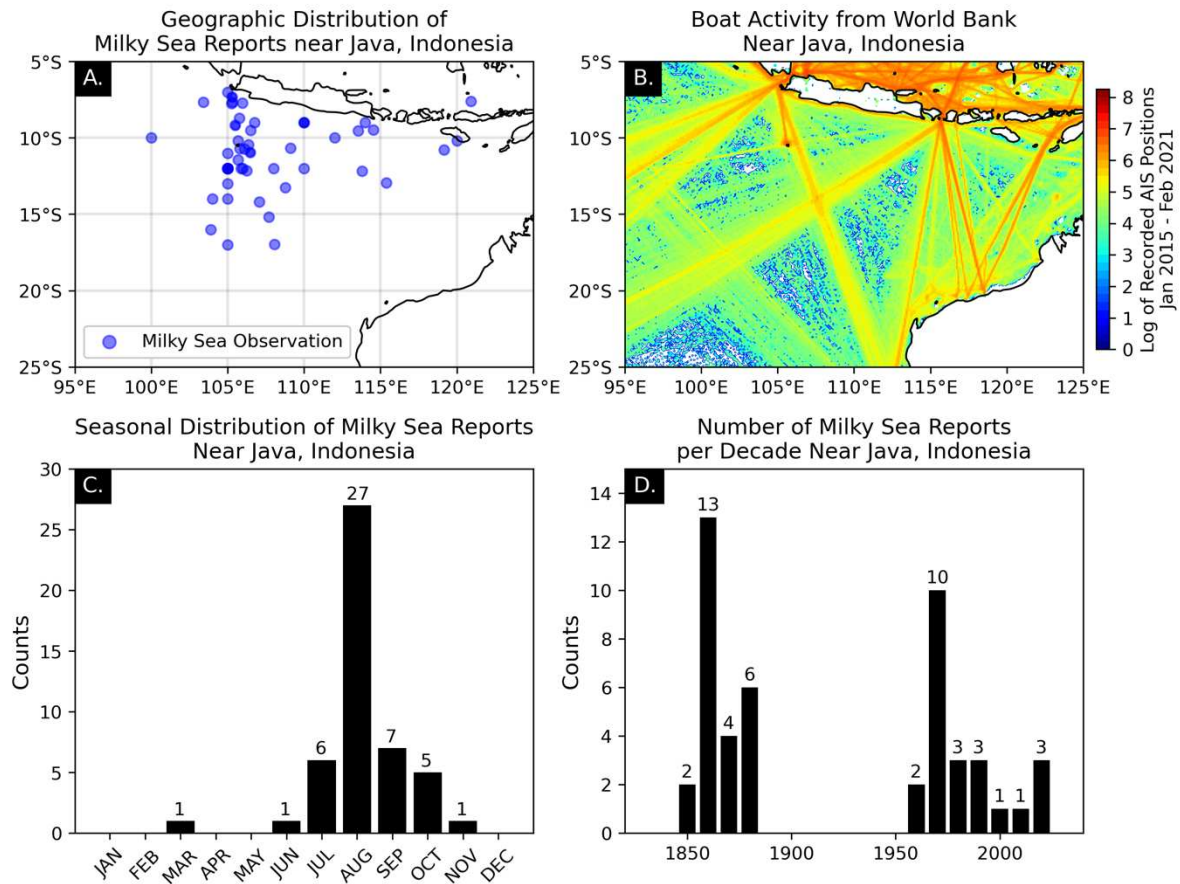 Geographic Distribution of
Milky Sea Reports near Java, Indonesia
A.
5°S
10°S
15°S
20°S
25°S
95°E 100°E 105°E 110°E 115°E 120°E 125°E
Milky Sea Observation
Boat Activity from World Bank
Near Java, Indonesia
B.
5°S
10°S
15°S
20°S
25°S
95°E 100°E 105°E 110°E 115°E 120°E 125°E
8
7
6
5
4
3
2
1
0
Log of Recorded AIS Positions
Jan 2015 - Feb 2021
Seasonal Distribution of Milky Sea Reports
Near Java, Indonesia
C.
Counts
30
25
20
15
10
5
0
1 1 6 27 7 5 1
JAN FEB MAR APR MAY JUN JUL AUG SEP OCT NOV DEC
Number of Milky Sea Reports
per Decade Near Java, Indonesia
D.
Counts
14
12
10
8
6
4
2
0
2 13 4 6 2 10 3 3 1 1 3
1850 1900 1950 2000